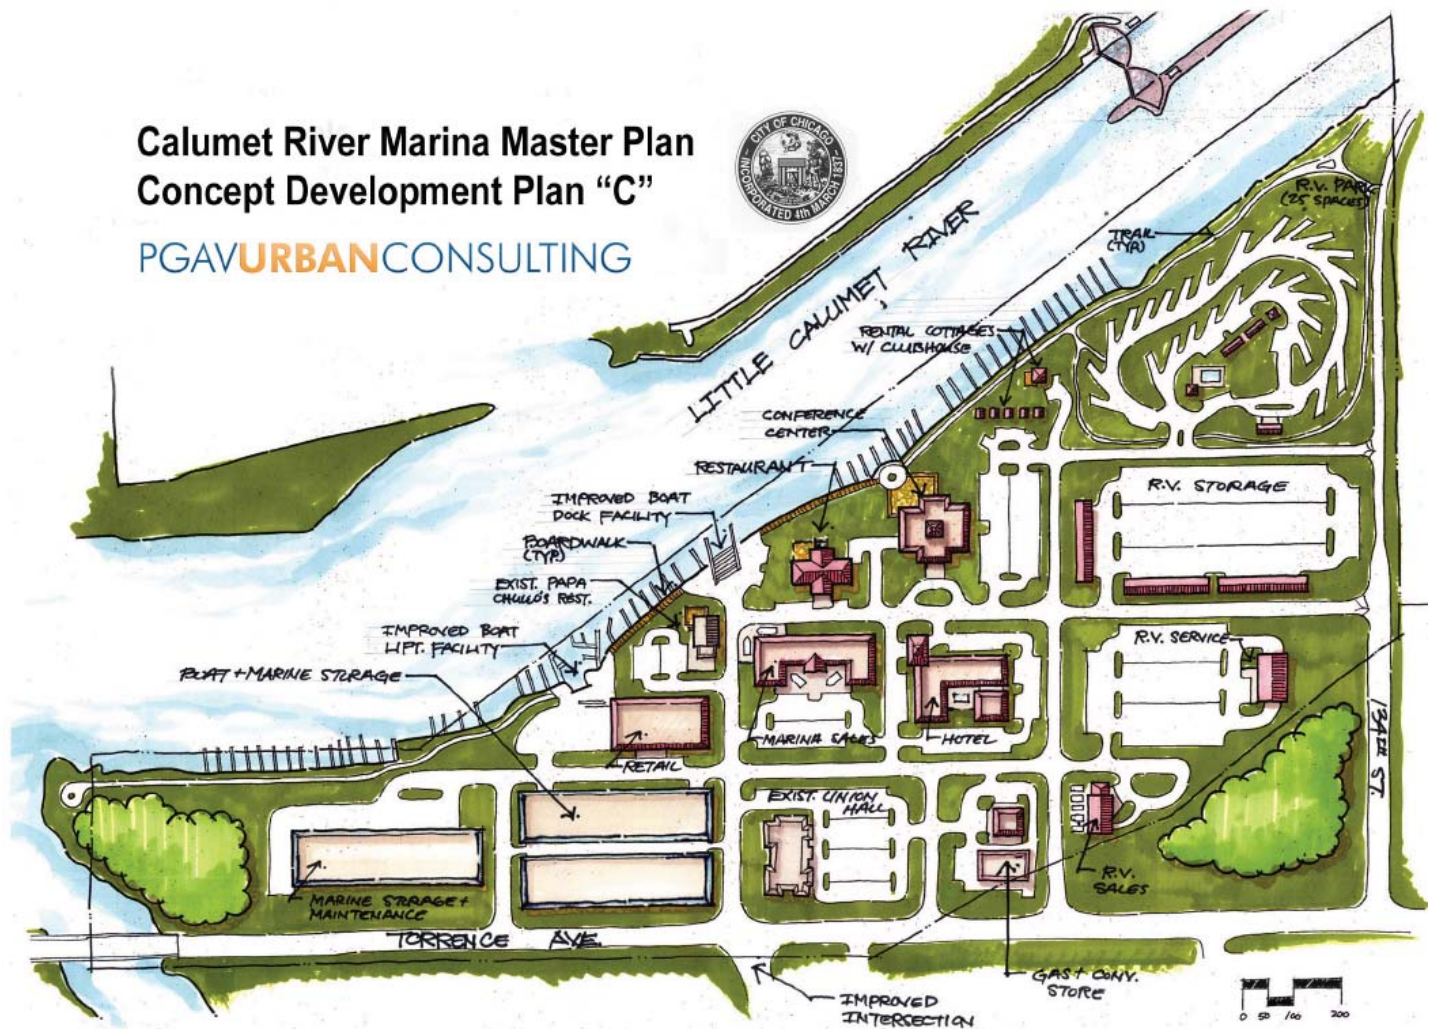 Calumet River Marina Master Plan
Concept Development Plan “C”
PGAVURBANCONSULTING
CITY OF CHICAGO
INCORPORATED 4th MARCH 1837
LITTLE CALUMET RIVER
R.V. PARK
(25 SPACES)
TRAIL
(TYP.)
RENTAL COTTAGES
W/ CLUBHOUSE
CONFERENCE
CENTER
RESTAURANT
R.V. STORAGE
IMPROVED BOAT
DOCK FACILITY
BOARDWALK
(TYP)
EXIST. PAPA
CHULLO'S REST.
IMPROVED BOAT
LIFT. FACILITY
BOAT + MARINE STORAGE
R.V. SERVICE
134TH ST.
MARINA SALES
HOTEL
RETAIL
EXIST. UNION
HALL
R.V.
SALES
MARINE STORAGE +
MAINTENANCE
TORRENCE AVE.
GAS + CONV.
STORE
IMPROVED
INTERSECTION
0 50 100 200